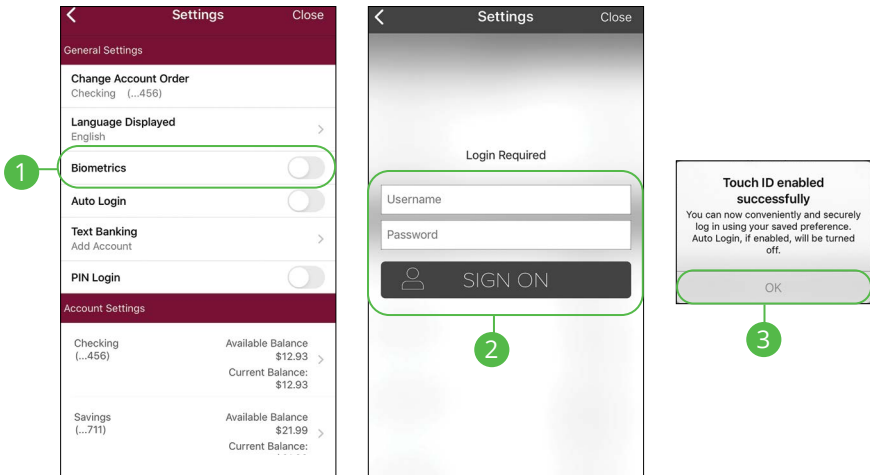 Settings Close
General Settings
Change Account Order
Checking (...456)
Language Displayed
English
1
Biometrics
Auto Login
Text Banking
Add Account
PIN Login
Account Settings
Checking Available Balance
(...456) $12.93
Current Balance:
$12.93
Savings Available Balance
(...711) $21.99
Current Balance:
Settings Close
Login Required
Username
Password
SIGN ON
2
Touch ID enabled
successfully
You can now conveniently and securely
log in using your saved preference.
Auto Login, if enabled, will be turned
off.
OK
3